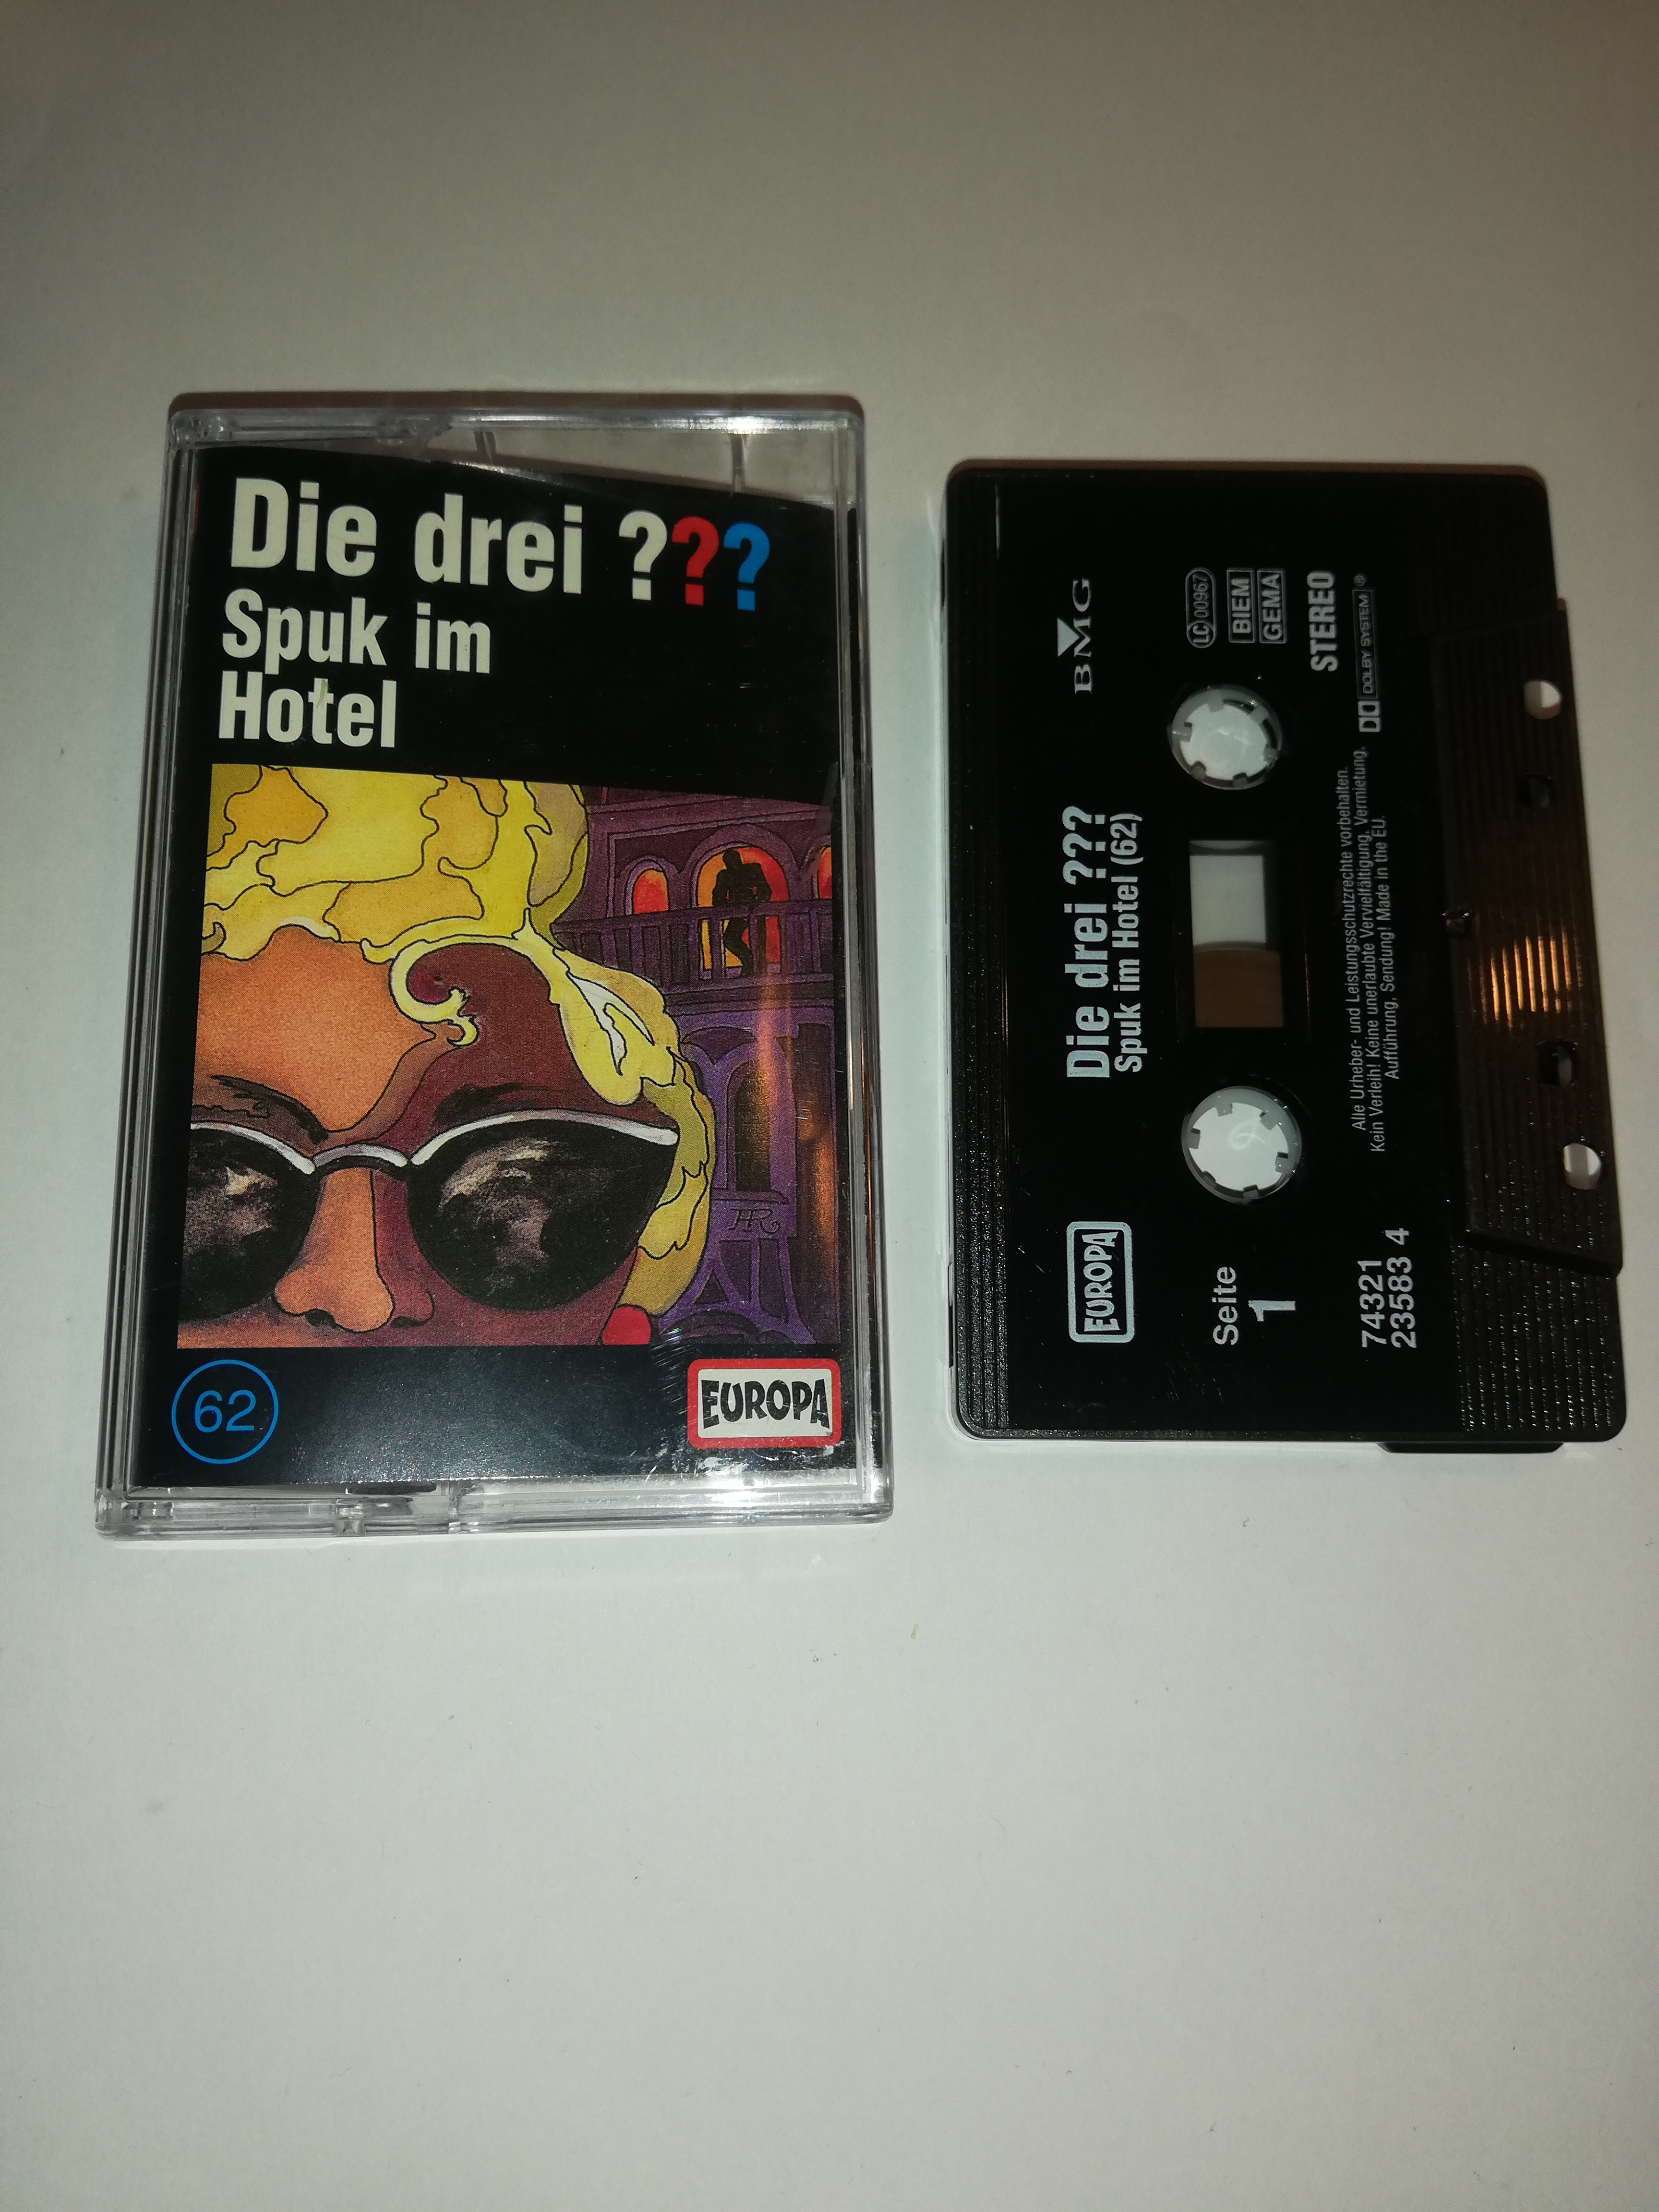 Die drei ???
Spuk im
Hotel
HR
62
EUROPA
BMG
LC 00967
BIEM
GEMA
STEREO
DOLBY SYSTEM®
Die drei ???
Spuk im Hotel (62)
Alle Urheber- und Leistungsschutzrechte vorbehalten.
Kein Verleih! Keine unerlaubte Vervielfältigung, Vermietung,
Aufführung, Sendung! Made in the EU.
EUROPA
Seite
1
74321
23583 4